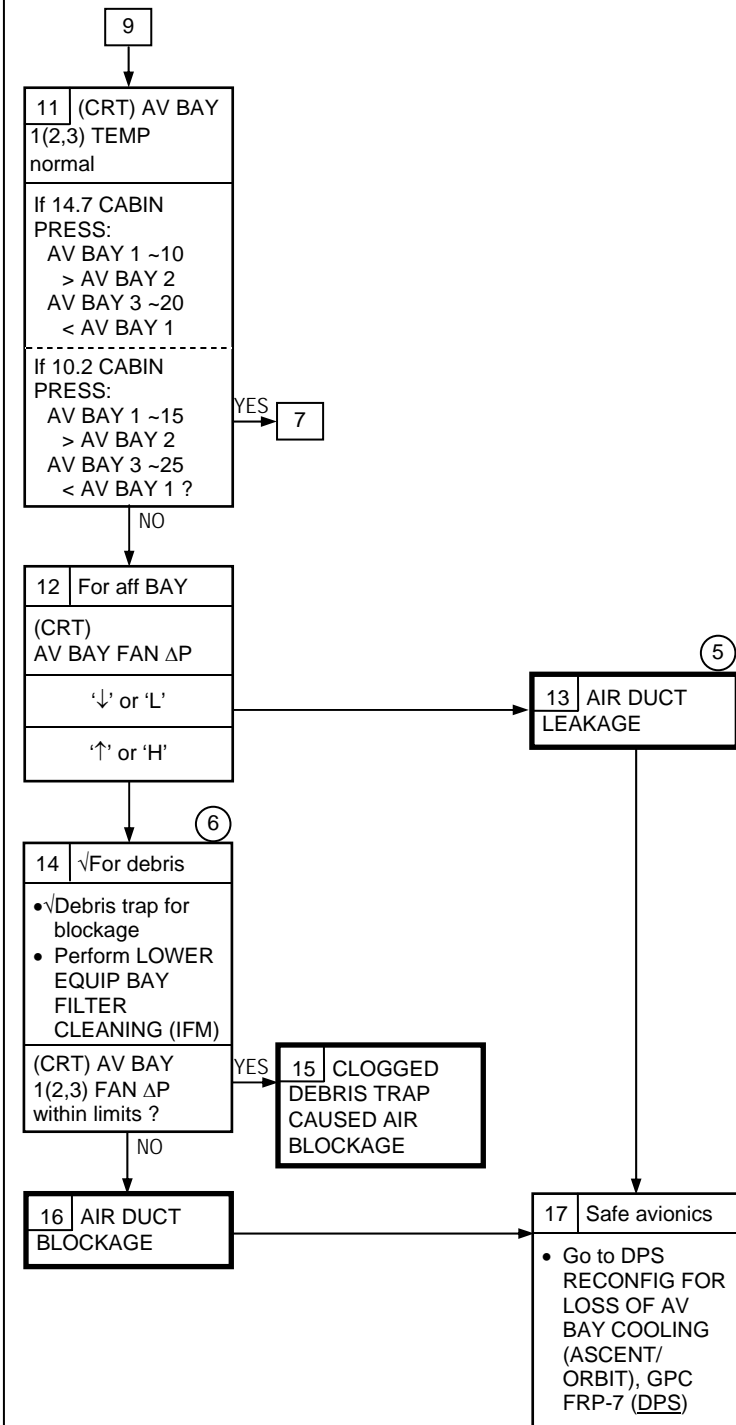 9
11 (CRT) AV BAY
1(2,3) TEMP
normal
If 14.7 CABIN
PRESS:
AV BAY 1 ~10
> AV BAY 2
AV BAY 3 ~20
< AV BAY 1
If 10.2 CABIN
PRESS:
AV BAY 1 ~15
> AV BAY 2
AV BAY 3 ~25
< AV BAY 1 ?
YES
7
NO
12 For aff BAY
(CRT)
AV BAY FAN ΔP
‘↓’ or ‘L’
‘↑’ or ‘H’
5
13 AIR DUCT
LEAKAGE
6
14 √For debris
•√Debris trap for
blockage
• Perform LOWER
EQUIP BAY
FILTER
CLEANING (IFM)
(CRT) AV BAY
1(2,3) FAN ΔP
within limits ?
YES
15 CLOGGED
DEBRIS TRAP
CAUSED AIR
BLOCKAGE
NO
16 AIR DUCT
BLOCKAGE
17 Safe avionics
• Go to DPS
RECONFIG FOR
LOSS OF AV
BAY COOLING
(ASCENT/
ORBIT), GPC
FRP-7 (DPS)